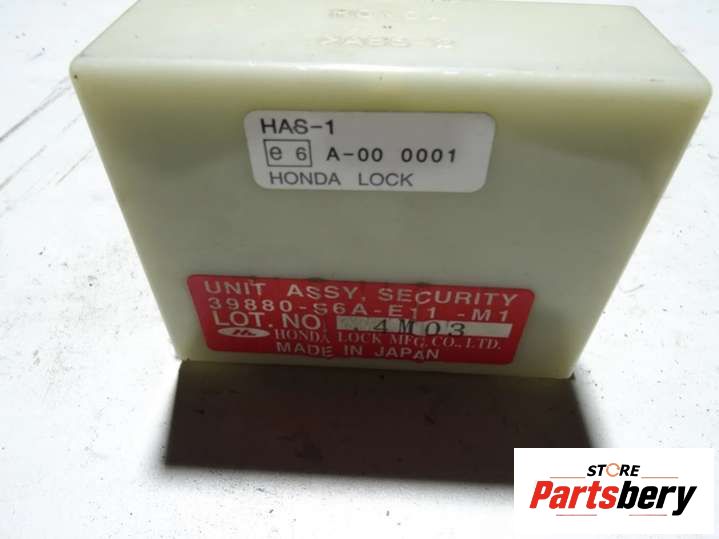 HAS-1
e 6 A-00 0001
HONDA LOCK
UNIT ASSY, SECURITY
39880-S6A-E11 -M1
LOT. NO. 4M03
HONDA LOCK MFG. CO., LTD.
MADE IN JAPAN
STORE
Partsbery